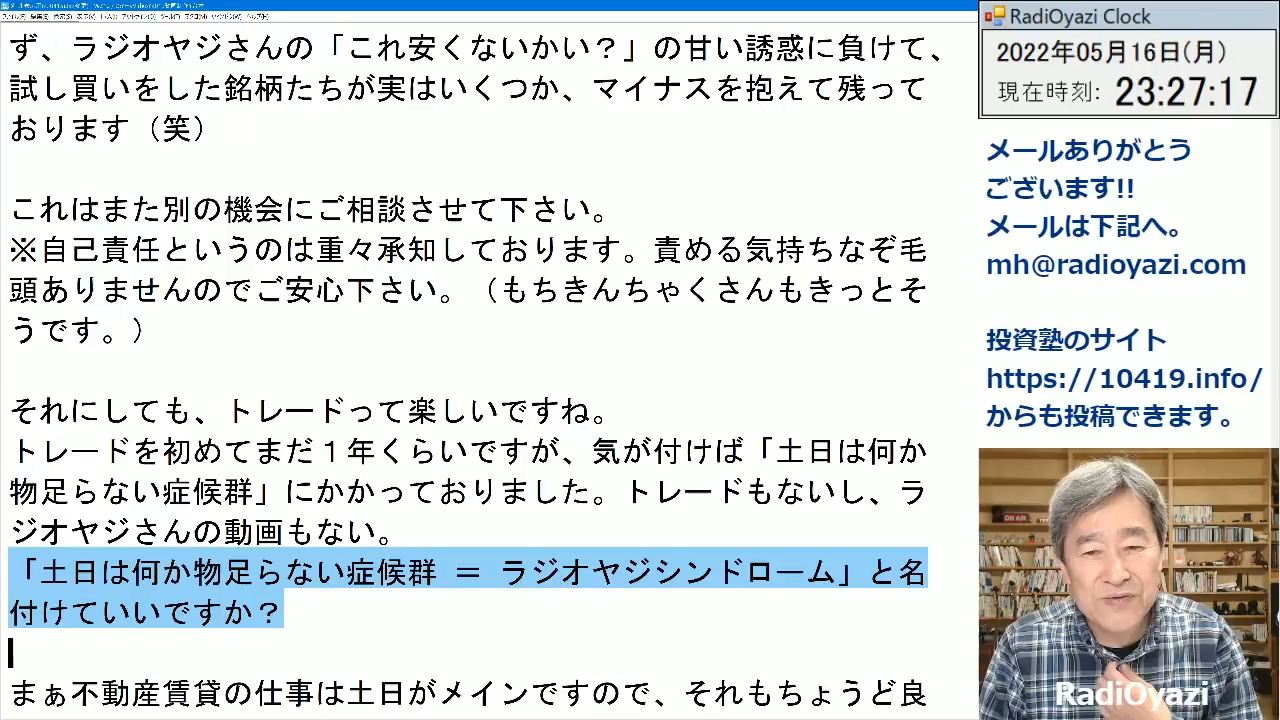 ず、ラジオヤジさんの「これ安くないかい？」の甘い誘惑に負けて、
試し買いをした銘柄たちが実はいくつか、マイナスを抱えて残って
おります（笑）
これはまた別の機会にご相談させて下さい。
※自己責任というのは重々承知しております。責める気持ちなぞ毛
頭ありませんのでご安心下さい。（もちきんちゃくさんもきっとそ
うです。）
それにしても、トレードって楽しいですね。
トレードを初めてまだ１年くらいですが、気が付けば「土日は何か
物足らない症候群」にかかっておりました。トレードもないし、ラ
ジオヤジさんの動画もない。
「土日は何か物足らない症候群 ＝ ラジオヤジシンドローム」と名
付けていいですか？
まぁ不動産賃貸の仕事は土日がメインですので、それもちょうど良
RadiOyazi Clock
2022年05月16日(月)
現在時刻: 23:27:17
メールありがとう
ございます!!
メールは下記へ。
mh@radioyazi.com
投資塾のサイト
https://10419.info/
からも投稿できます。
ON AIR
RadiOyazi